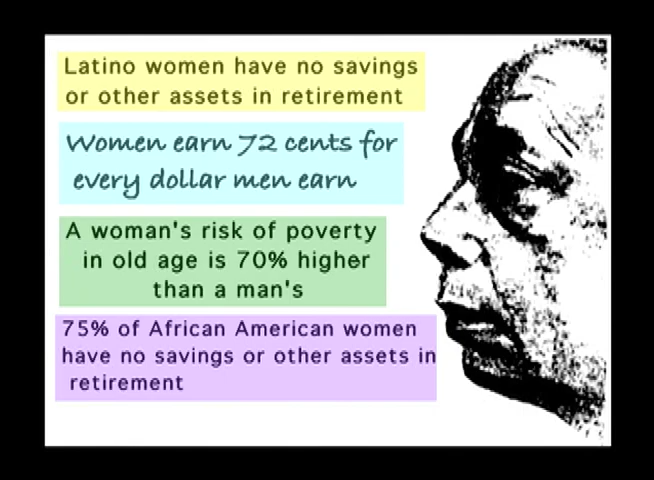 Latino women have no savings
or other assets in retirement
Women earn 72 cents for
every dollar men earn
A woman's risk of poverty
in old age is 70% higher
than a man's
75% of African American women
have no savings or other assets in
retirement